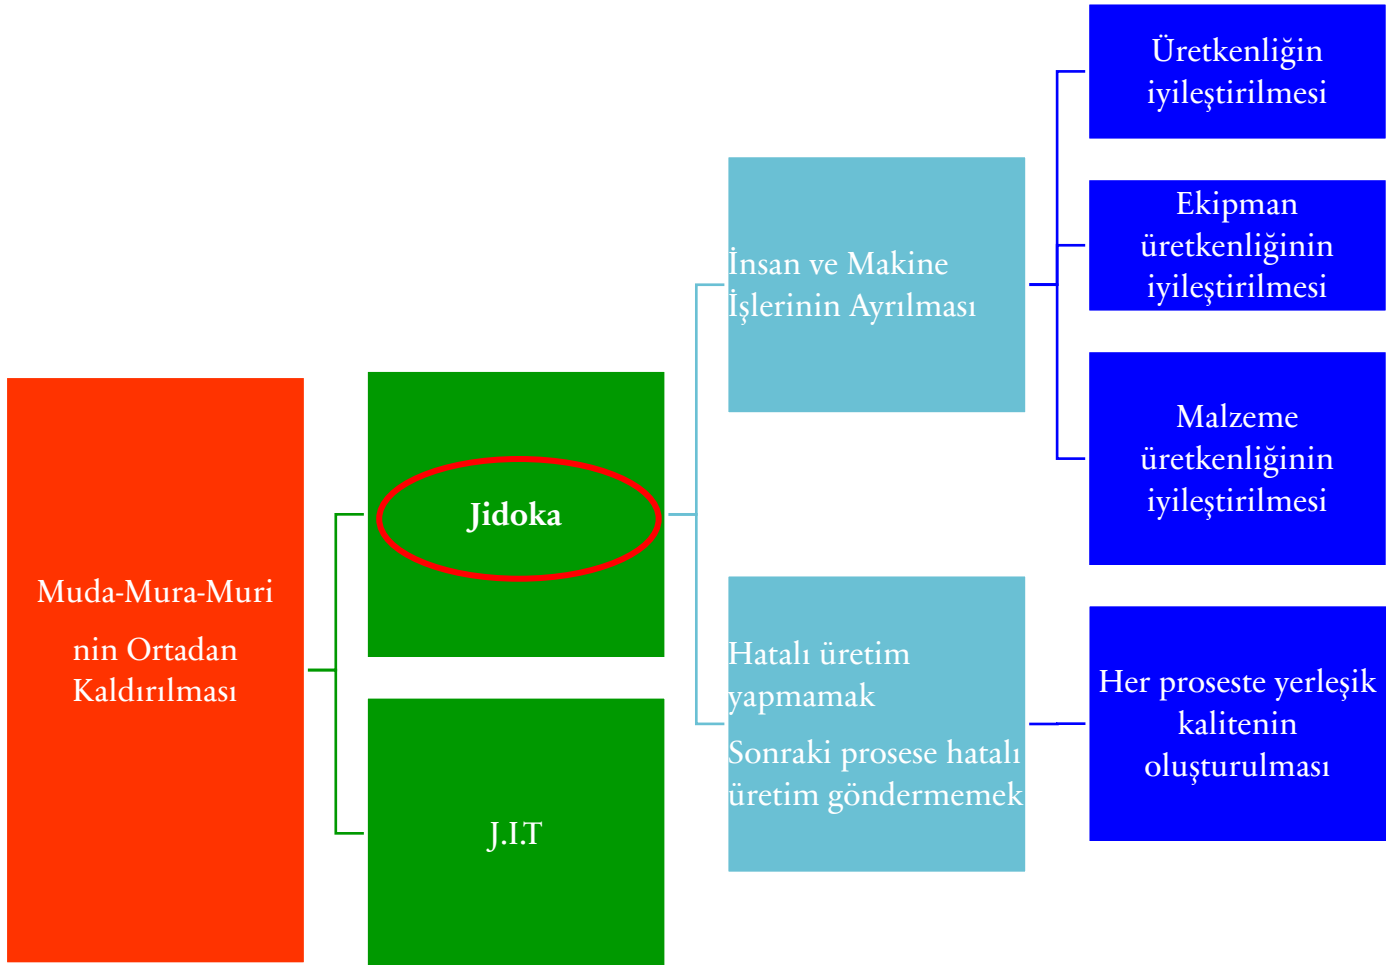 Muda-Mura-Muri
nin Ortadan
Kaldırılması
Jidoka
J.I.T
İnsan ve Makine
İşlerinin Ayrılması
Hatalı üretim
yapmamak
Sonraki prosese hatalı
üretim göndermemek
Üretkenliğin
iyileştirilmesi
Ekipman
üretkenliğinin
iyileştirilmesi
Malzeme
üretkenliğinin
iyileştirilmesi
Her proseste yerleşik
kalitenin
oluşturulması